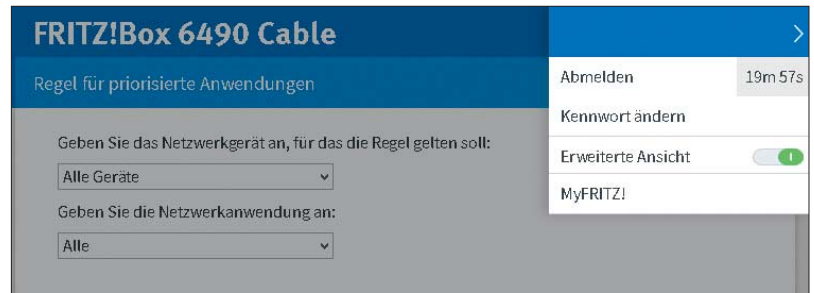 FRITZ!Box 6490 Cable
Regel für priorisierte Anwendungen
Geben Sie das Netzwerkgerät an, für das die Regel gelten soll:
Alle Geräte
Geben Sie die Netzwerkanwendung an:
Alle
Abmelden 19m 57s
Kennwort ändern
Erweiterte Ansicht
MyFRITZ!